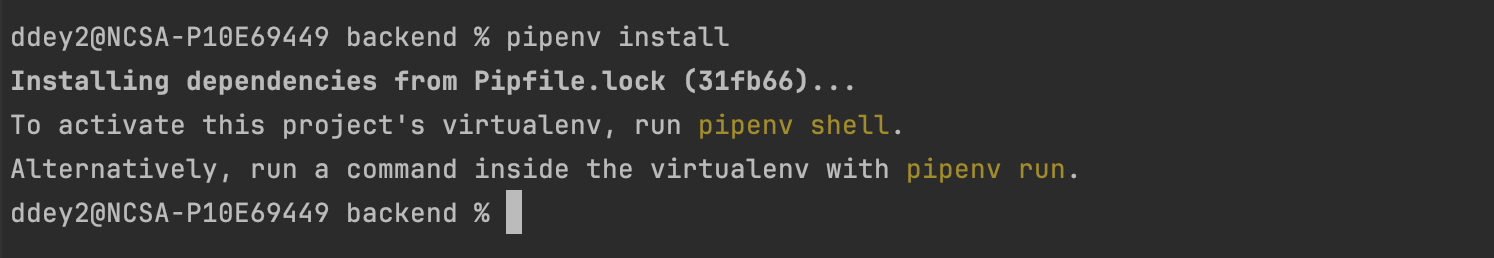 ddey2@NCSA-P10E69449 backend % pipenv install
Installing dependencies from Pipfile.lock (31fb66)...
To activate this project's virtualenv, run pipenv shell.
Alternatively, run a command inside the virtualenv with pipenv run.
ddey2@NCSA-P10E69449 backend %